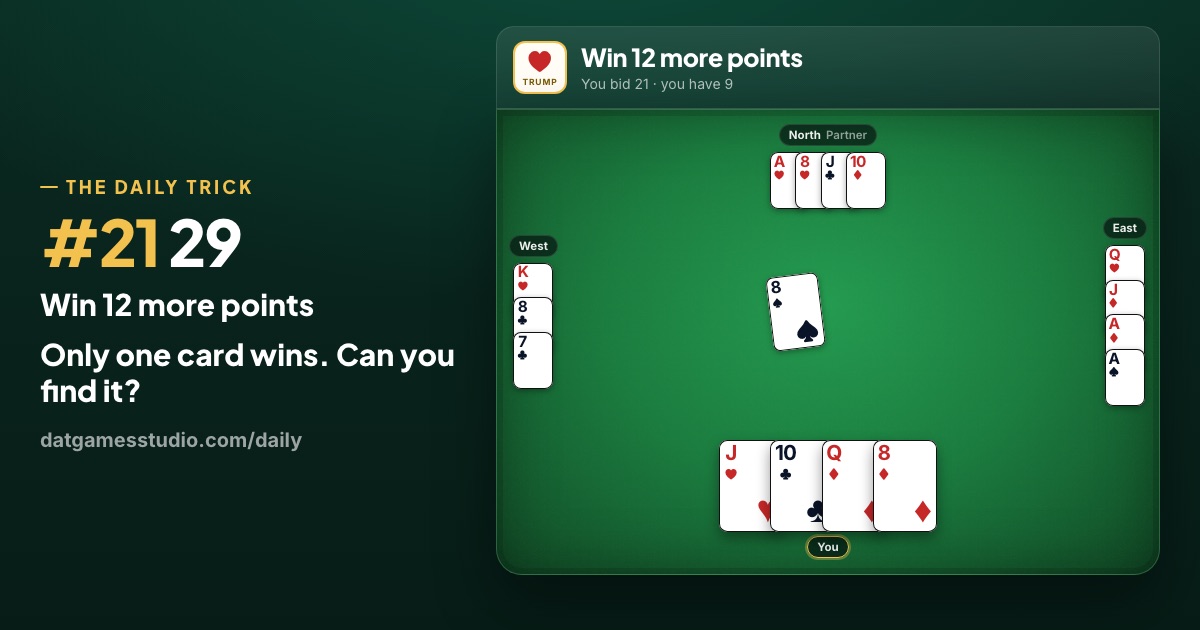 — THE DAILY TRICK
#21 29
Win 12 more points
Only one card wins. Can you
find it?
datgamesstudio.com/daily
TRUMP
Win 12 more points
You bid 21 · you have 9
North Partner
A 8 J 10
West
K
8
7
8
East
Q
J
A
A
J 10 Q 8
You